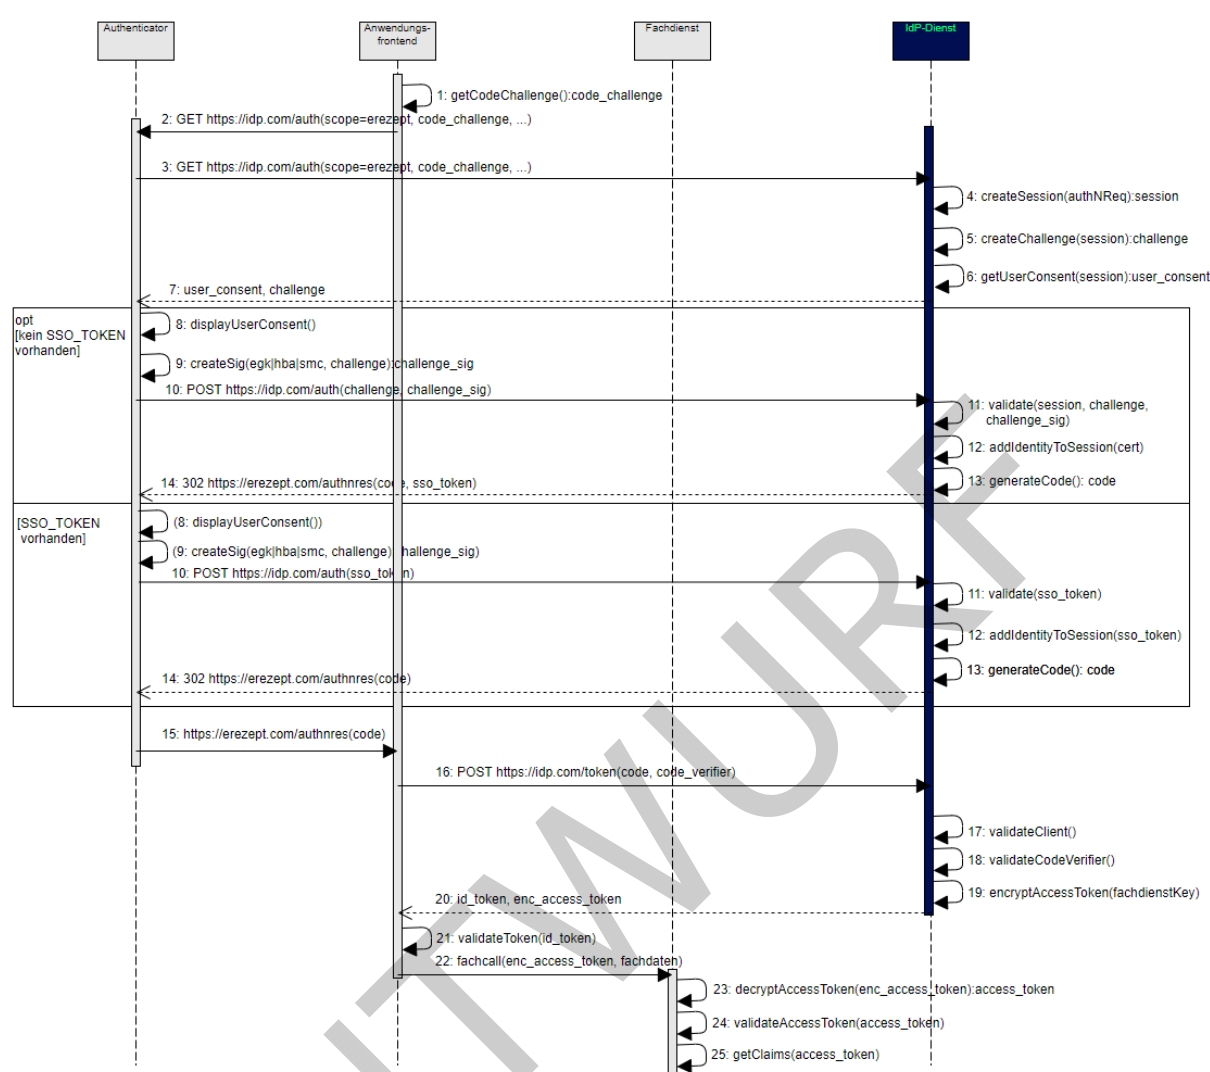 Authenticator
Anwendungs-
frontend
Fachdienst
IdP-Dienst
1: getCodeChallenge():code_challenge
2: GET https://idp.com/auth(scope=erezept, code_challenge, ...)
3: GET https://idp.com/auth(scope=erezept, code_challenge, ...)
4: createSession(authNReq):session
5: createChallenge(session):challenge
6: getUserConsent(session):user_consent
7: user_consent, challenge
opt
[kein SSO_TOKEN
vorhanden]
8: displayUserConsent()
9: createSig(egk|hba|smc, challenge):challenge_sig
10: POST https://idp.com/auth(challenge, challenge_sig)
11: validate(session, challenge,
challenge_sig)
12: addIdentityToSession(cert)
13: generateCode(): code
14: 302 https://erezept.com/authnres(code, sso_token)
[SSO_TOKEN
vorhanden]
(8: displayUserConsent())
(9: createSig(egk|hba|smc, challenge):challenge_sig)
10: POST https://idp.com/auth(sso_token)
11: validate(sso_token)
12: addIdentityToSession(sso_token)
13: generateCode(): code
14: 302 https://erezept.com/authnres(code)
15: https://erezept.com/authnres(code)
16: POST https://idp.com/token(code, code_verifier)
17: validateClient()
18: validateCodeVerifier()
19: encryptAccessToken(fachdienstKey)
20: id_token, enc_access_token
21: validateToken(id_token)
22: fachcall(enc_access_token, fachdaten)
23: decryptAccessToken(enc_access_token):access_token
24: validateAccessToken(access_token)
25: getClaims(access_token)
TWURF